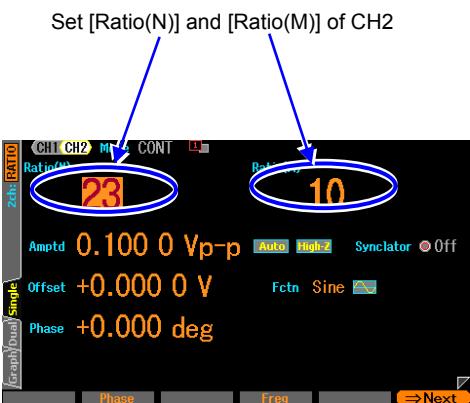 Set [Ratio(N)] and [Ratio(M)] of CH2
2ch: RATIO
CH1 CH2 Mode CONT 1
Ratio(N)
23
10
Amptd 0.100 0 Vp-p Auto High-Z Synclator Off
Offset +0.000 0 V Fctn Sine
Phase +0.000 deg
Single
Dual
Graph
Phase Freq ⇒Next